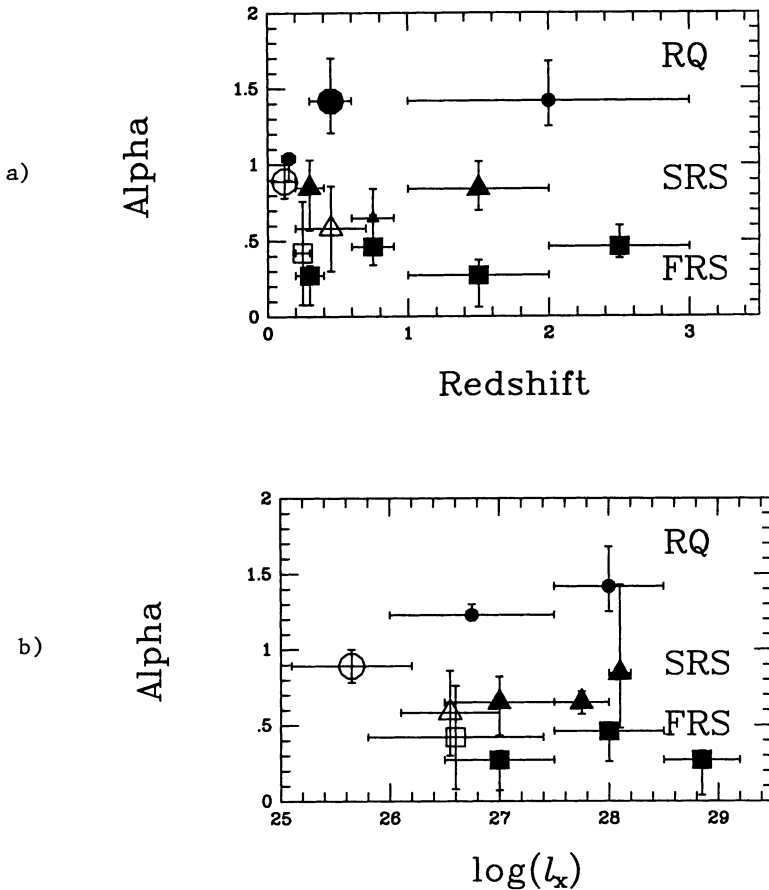 a)
Alpha
2
1.5
1
.5
0
RQ
SRS
FRS
0 1 2 3
Redshift
b)
Alpha
2
1.5
1
.5
0
RQ
SRS
FRS
25 26 27 28 29
log(lx)